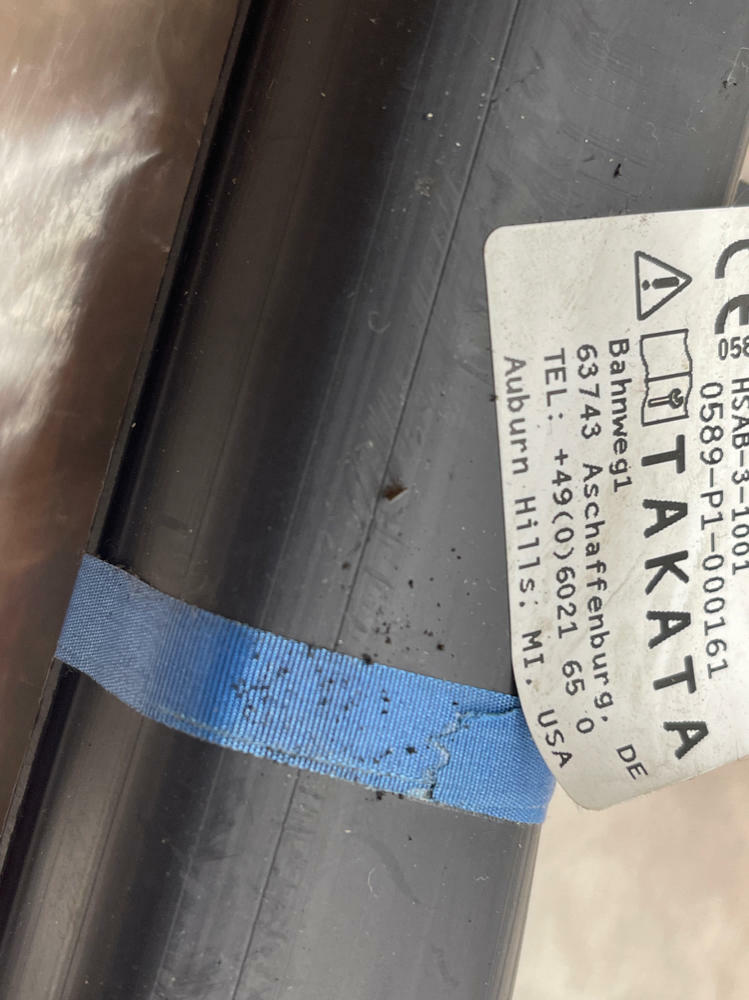 CE
058
HSAB-3-1001
0589-P1-000161
TAKATA
Bahnweg1
63743 Aschaffenburg, DE
TEL: +49(0)6021 65 0
Auburn Hills, MI, USA